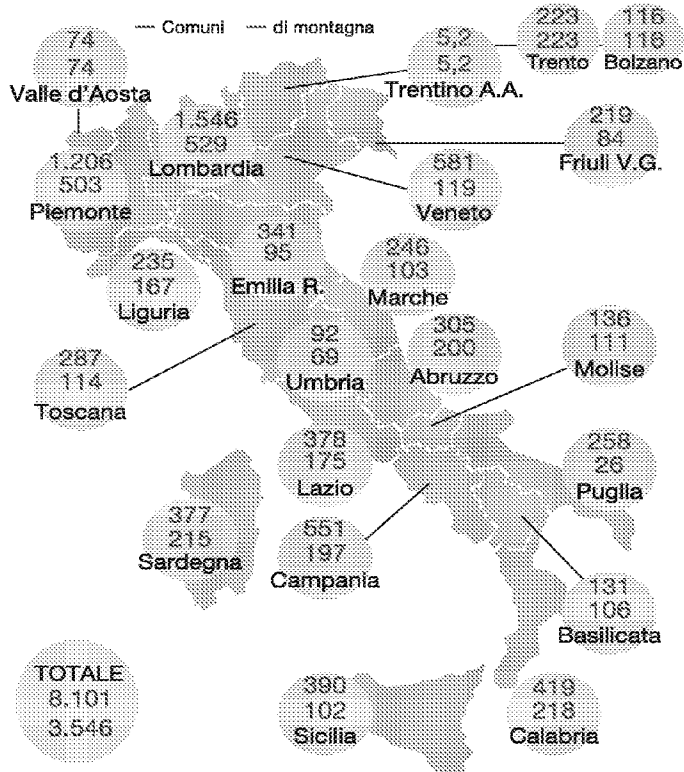 Comuni di montagna
74
74
Valle d'Aosta
5,2
5,2
Trentino A.A.
223
223
Trento
116
116
Bolzano
1.546
529
Lombardia
219
84
Friuli V.G.
1.206
503
Piemonte
581
119
Veneto
341
95
Emilia R.
246
103
Marche
235
167
Liguria
92
69
Umbria
305
200
Abruzzo
136
111
Molise
287
114
Toscana
378
175
Lazio
258
26
Puglia
377
215
Sardegna
551
197
Campania
131
106
Basilicata
TOTALE
8.101
3.546
390
102
Sicilia
419
218
Calabria